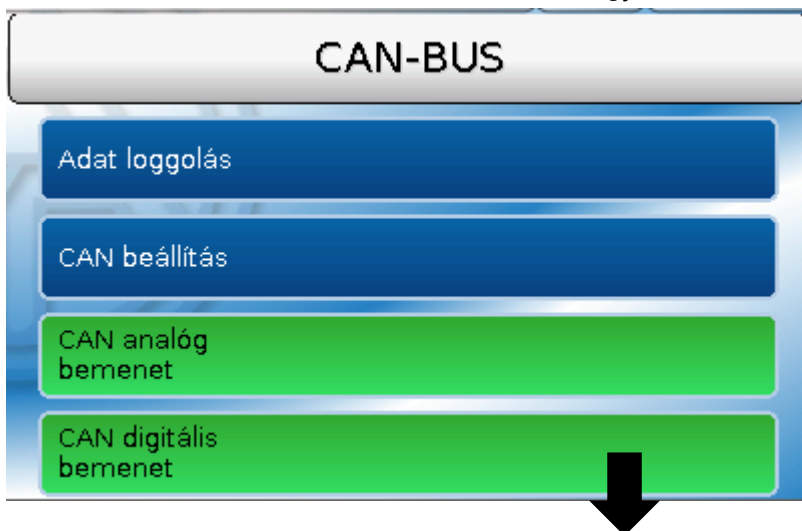 CAN-BUS
Adat loggolás
CAN beállítás
CAN analóg
bemenet
CAN digitális
bemenet